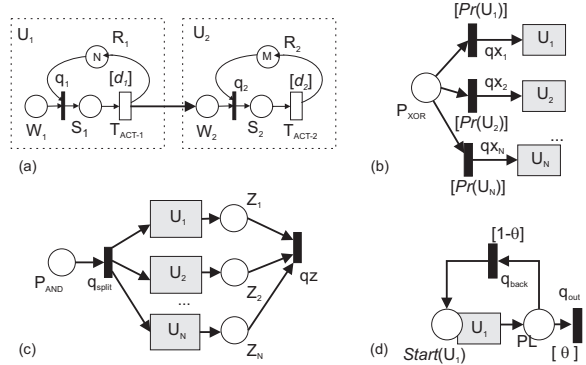 U1
R1
N
q1
[d1]
W1
S1
TACT-1
U2
R2
M
q2
[d2]
W2
S2
TACT-2
(a)
[Pr(U1)]
qx1
U1
qx2
U2
PXOR
[Pr(U2)]
...
qxN
UN
[Pr(UN)]
(b)
U1
Z1
PAND
qsplit
U2
Z2
qz
...
UN
ZN
(c)
[1-θ]
qback
qout
U1
PL
Start(U1)
[ θ ]
(d)